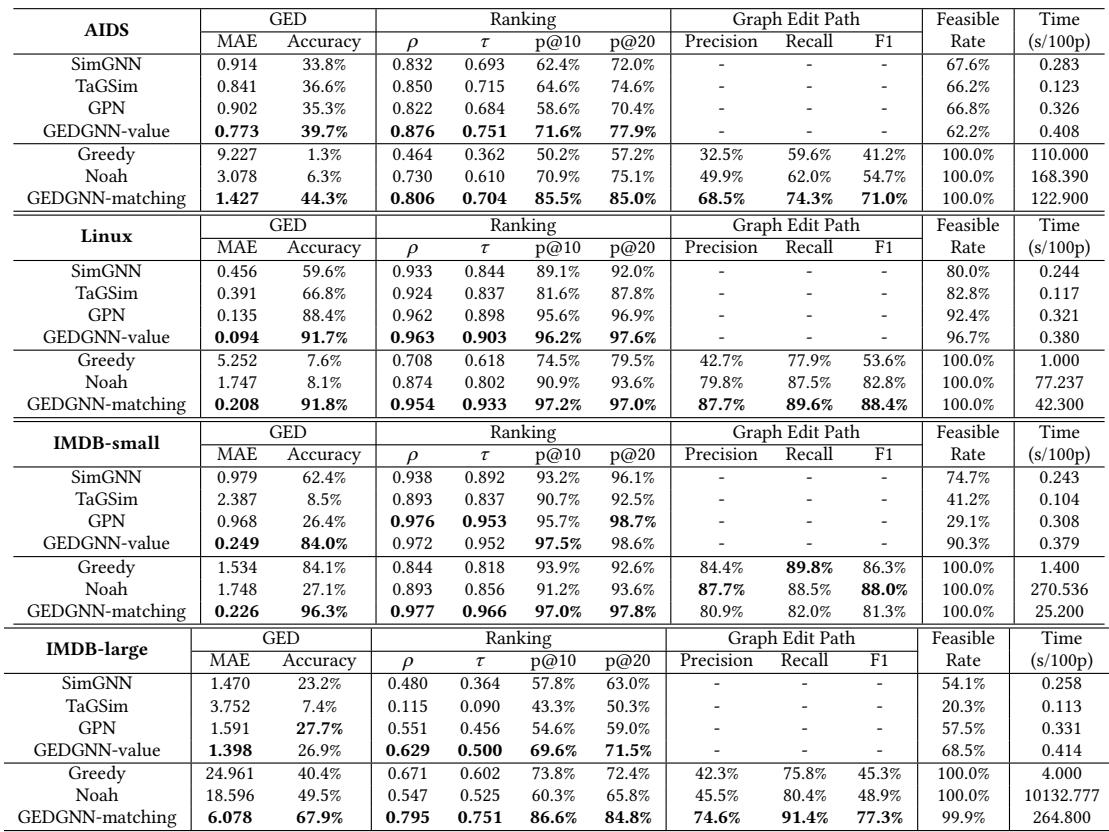 AIDS GED Ranking Graph Edit Path Feasible Time
MAE Accuracy ρ τ p@10 p@20 Precision Recall F1 Rate (s/100p)
SimGNN 0.914 33.8% 0.832 0.693 62.4% 72.0% - - - 67.6% 0.283
TaGSim 0.841 36.6% 0.850 0.715 64.6% 74.6% - - - 66.2% 0.123
GPN 0.902 35.3% 0.822 0.684 58.6% 70.4% - - - 66.8% 0.326
GEDGNN-value 0.773 39.7% 0.876 0.751 71.6% 77.9% - - - 62.2% 0.408
Greedy 9.227 1.3% 0.464 0.362 50.2% 57.2% 32.5% 59.6% 41.2% 100.0% 110.000
Noah 3.078 6.3% 0.730 0.610 70.9% 75.1% 49.9% 62.0% 54.7% 100.0% 168.390
GEDGNN-matching 1.427 44.3% 0.806 0.704 85.5% 85.0% 68.5% 74.3% 71.0% 100.0% 122.900
Linux GED Ranking Graph Edit Path Feasible Time
MAE Accuracy ρ τ p@10 p@20 Precision Recall F1 Rate (s/100p)
SimGNN 0.456 59.6% 0.933 0.844 89.1% 92.0% - - - 80.0% 0.244
TaGSim 0.391 66.8% 0.924 0.837 81.6% 87.8% - - - 82.8% 0.117
GPN 0.135 88.4% 0.962 0.898 95.6% 96.9% - - - 92.4% 0.321
GEDGNN-value 0.094 91.7% 0.963 0.903 96.2% 97.6% - - - 96.7% 0.380
Greedy 5.252 7.6% 0.708 0.618 74.5% 79.5% 42.7% 77.9% 53.6% 100.0% 1.000
Noah 1.747 8.1% 0.874 0.802 90.9% 93.6% 79.8% 87.5% 82.8% 100.0% 77.237
GEDGNN-matching 0.208 91.8% 0.954 0.933 97.2% 97.0% 87.7% 89.6% 88.4% 100.0% 42.300
IMDB-small GED Ranking Graph Edit Path Feasible Time
MAE Accuracy ρ τ p@10 p@20 Precision Recall F1 Rate (s/100p)
SimGNN 0.979 62.4% 0.938 0.892 93.2% 96.1% - - - 74.7% 0.243
TaGSim 2.387 8.5% 0.893 0.837 90.7% 92.5% - - - 41.2% 0.104
GPN 0.968 26.4% 0.976 0.953 95.7% 98.7% - - - 29.1% 0.308
GEDGNN-value 0.249 84.0% 0.972 0.952 97.5% 98.6% - - - 90.3% 0.379
Greedy 1.534 84.1% 0.844 0.818 93.9% 92.6% 84.4% 89.8% 86.3% 100.0% 1.400
Noah 1.748 27.1% 0.893 0.856 91.2% 93.6% 87.7% 88.5% 88.0% 100.0% 270.536
GEDGNN-matching 0.226 96.3% 0.977 0.966 97.0% 97.8% 80.9% 82.0% 81.3% 100.0% 25.200
IMDB-large GED Ranking Graph Edit Path Feasible Time
MAE Accuracy ρ τ p@10 p@20 Precision Recall F1 Rate (s/100p)
SimGNN 1.470 23.2% 0.480 0.364 57.8% 63.0% - - - 54.1% 0.258
TaGSim 3.752 7.4% 0.115 0.090 43.3% 50.3% - - - 20.3% 0.113
GPN 1.591 27.7% 0.551 0.456 54.6% 59.0% - - - 57.5% 0.331
GEDGNN-value 1.398 26.9% 0.629 0.500 69.6% 71.5% - - - 68.5% 0.414
Greedy 24.961 40.4% 0.671 0.602 73.8% 72.4% 42.3% 75.8% 45.3% 100.0% 4.000
Noah 18.596 49.5% 0.547 0.525 60.3% 65.8% 45.5% 80.4% 48.9% 100.0% 10132.777
GEDGNN-matching 6.078 67.9% 0.795 0.751 86.6% 84.8% 74.6% 91.4% 77.3% 99.9% 264.800